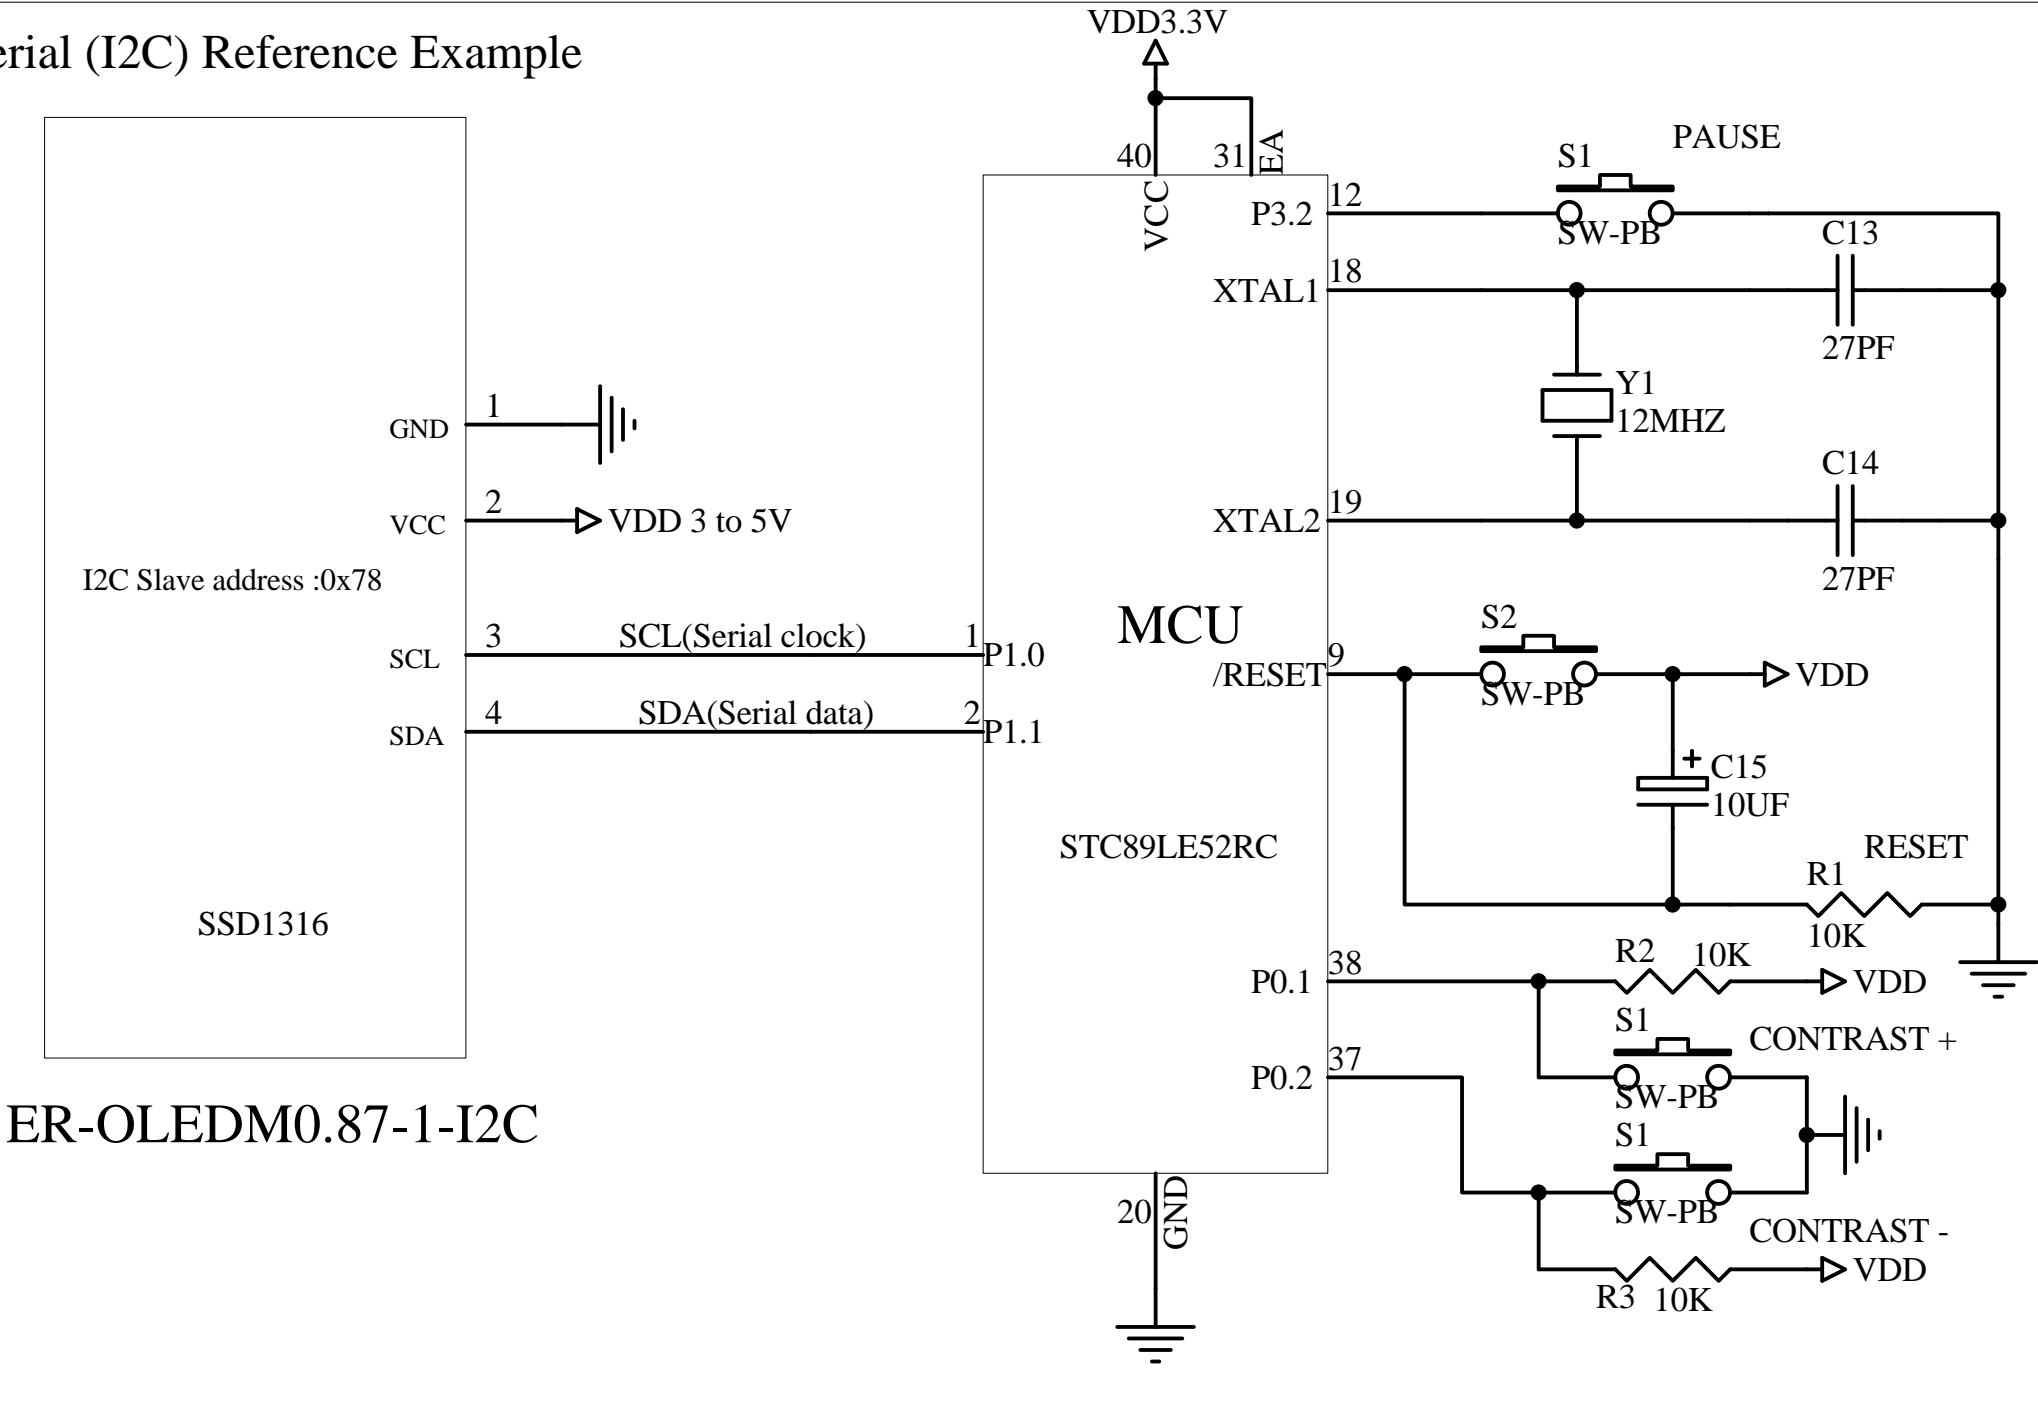 erial (I2C) Reference Example
VDD3.3V
40
VCC
31
EA
GND
1
VCC
2
VDD 3 to 5V
I2C Slave address :0x78
SCL
3
SCL(Serial clock)
1
P1.0
SDA
4
SDA(Serial data)
2
P1.1
SSD1316
ER-OLEDM0.87-1-I2C
MCU
STC89LE52RC
20
GND
P3.2
12
S1
SW-PB
PAUSE
XTAL1
18
C13
27PF
Y1
12MHZ
XTAL2
19
C14
27PF
/RESET
9
S2
SW-PB
VDD
+
C15
10UF
RESET
R1
10K
P0.1
38
R2
10K
VDD
S1
SW-PB
CONTRAST +
P0.2
37
S1
SW-PB
CONTRAST -
VDD
R3
10K